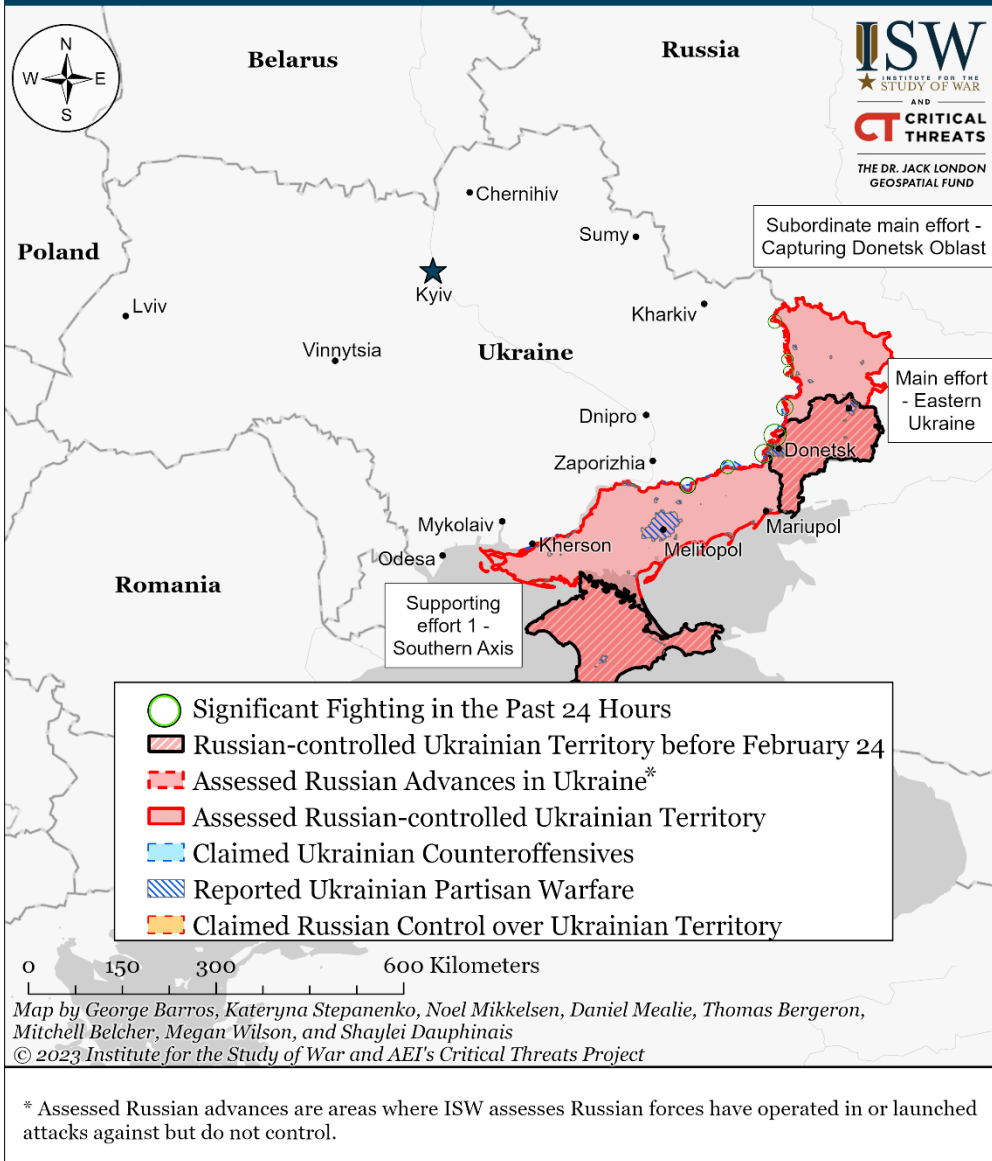 N
W
E
S
Belarus
Russia
ISW
INSTITUTE FOR THE
STUDY OF WAR
AND
CT CRITICAL
THREATS
THE DR. JACK LONDON
GEOSPATIAL FUND
Chernihiv
Subordinate main effort -
Capturing Donetsk Oblast
Sumy
Poland
Kyiv
Lviv
Kharkiv
Vinnytsia
Ukraine
Main effort
- Eastern
Ukraine
Dnipro
Donetsk
Zaporizhia
Mykolaiv
Mariupol
Kherson
Melitopol
Odesa
Romania
Supporting
effort 1 -
Southern Axis
Significant Fighting in the Past 24 Hours
Russian-controlled Ukrainian Territory before February 24
Assessed Russian Advances in Ukraine*
Assessed Russian-controlled Ukrainian Territory
Claimed Ukrainian Counteroffensives
Reported Ukrainian Partisan Warfare
Claimed Russian Control over Ukrainian Territory
0 150 300 600 Kilometers
Map by George Barros, Kateryna Stepanenko, Noel Mikkelsen, Daniel Mealie, Thomas Bergeron,
Mitchell Belcher, Megan Wilson, and Shaylei Dauphinais
© 2023 Institute for the Study of War and AEI's Critical Threats Project
* Assessed Russian advances are areas where ISW assesses Russian forces have operated in or launched
attacks against but do not control.